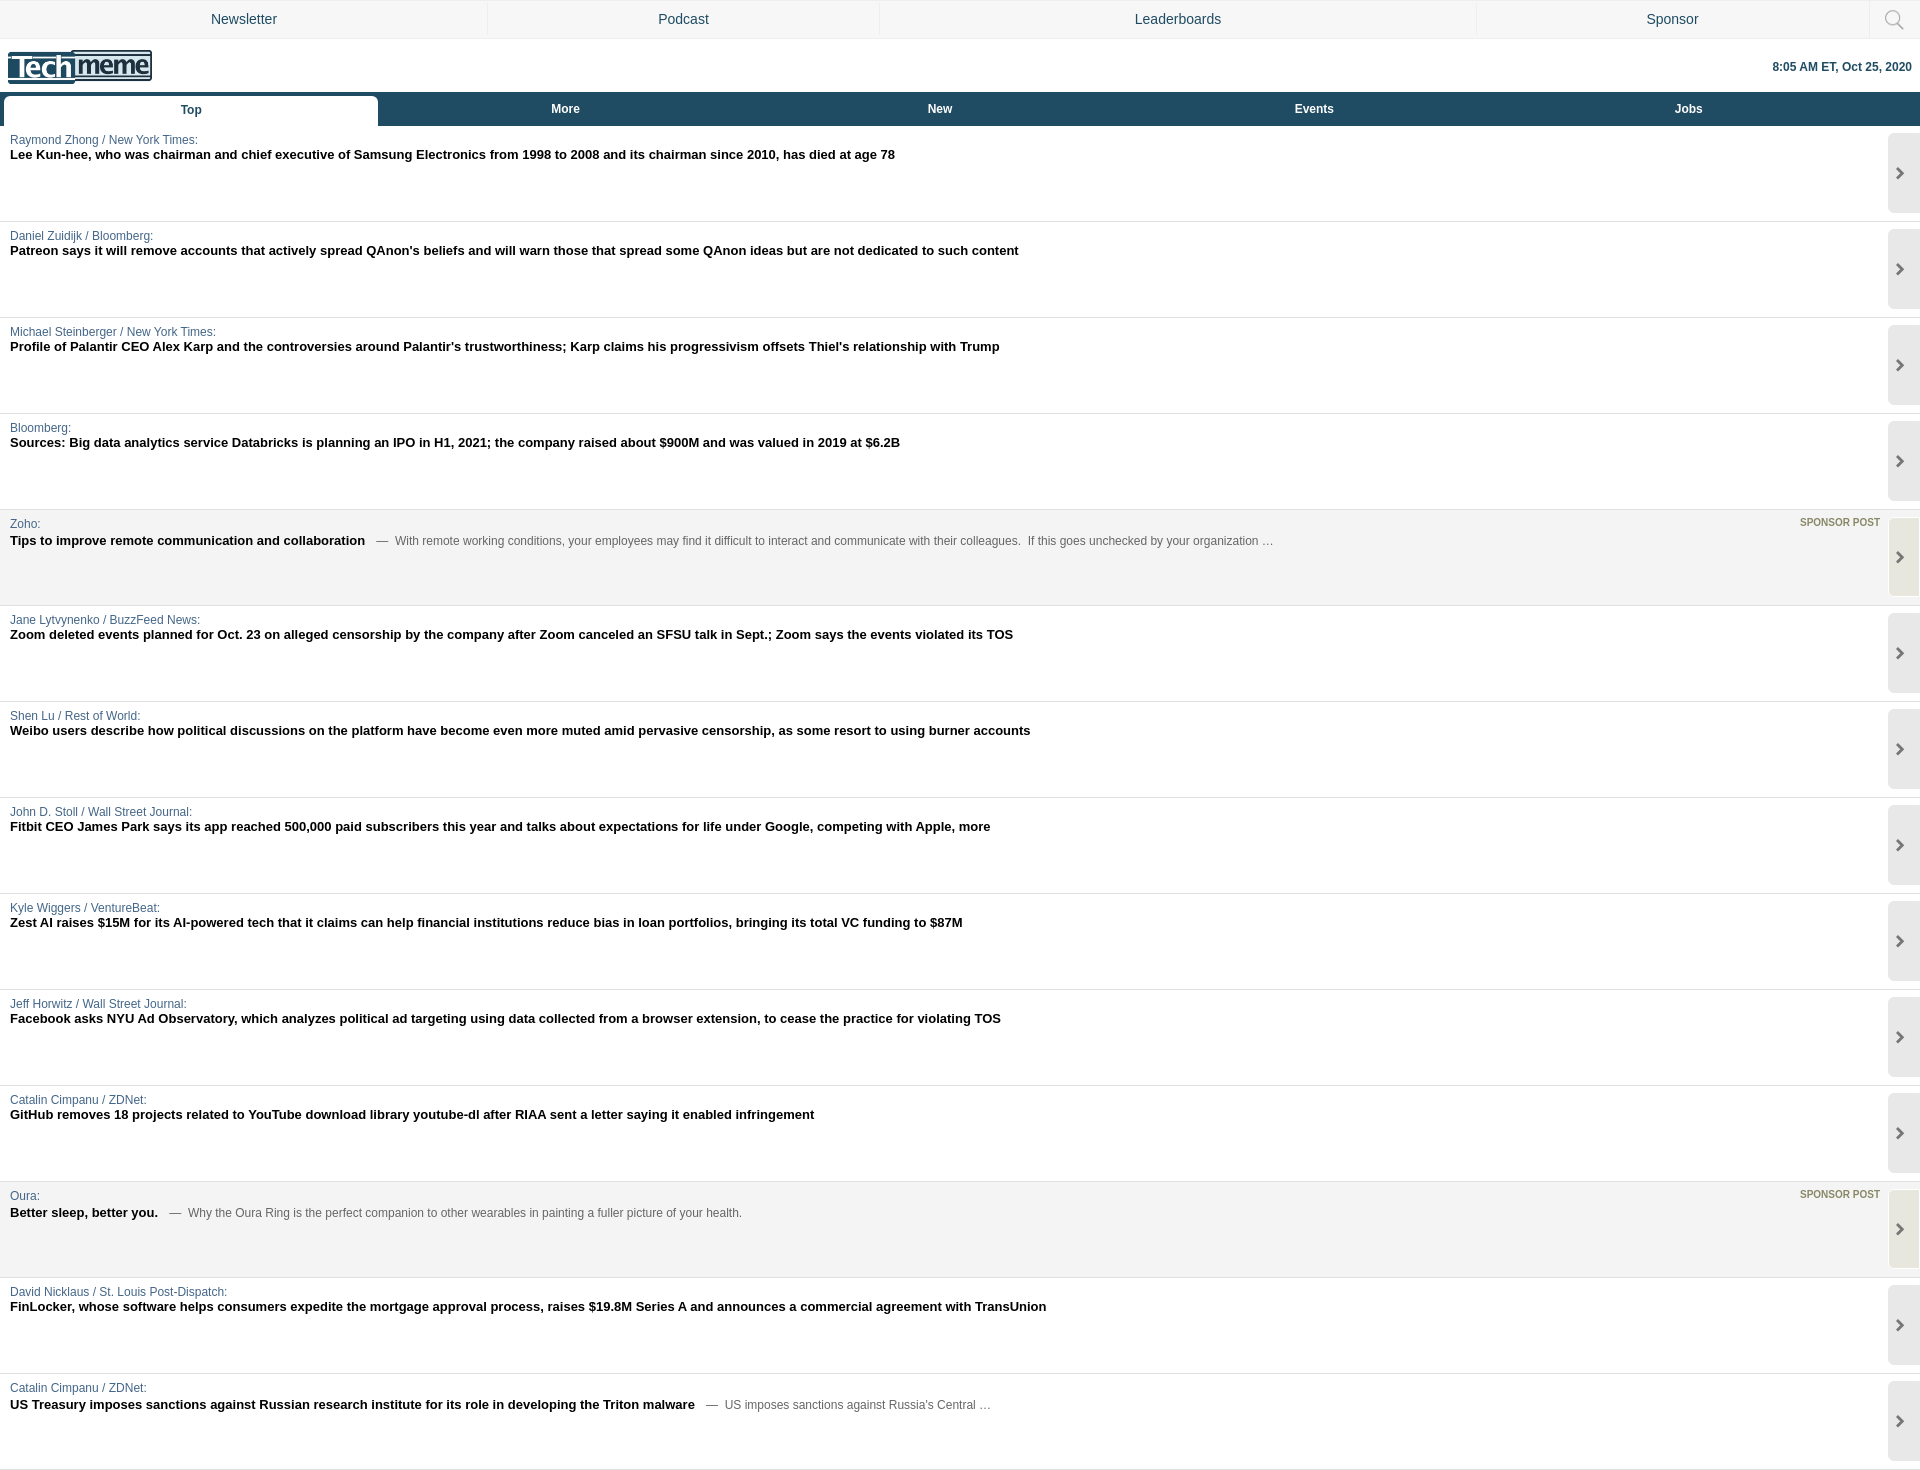 Newsletter Podcast Leaderboards Sponsor
Techmeme
8:05 AM ET, Oct 25, 2020
Top More New Events Jobs
Raymond Zhong / New York Times:
Lee Kun-hee, who was chairman and chief executive of Samsung Electronics from 1998 to 2008 and its chairman since 2010, has died at age 78
Daniel Zuidijk / Bloomberg:
Patreon says it will remove accounts that actively spread QAnon's beliefs and will warn those that spread some QAnon ideas but are not dedicated to such content
Michael Steinberger / New York Times:
Profile of Palantir CEO Alex Karp and the controversies around Palantir's trustworthiness; Karp claims his progressivism offsets Thiel's relationship with Trump
Bloomberg:
Sources: Big data analytics service Databricks is planning an IPO in H1, 2021; the company raised about $900M and was valued in 2019 at $6.2B
Zoho:
SPONSOR POST
Tips to improve remote communication and collaboration — With remote working conditions, your employees may find it difficult to interact and communicate with their colleagues. If this goes unchecked by your organization …
Jane Lytvynenko / BuzzFeed News:
Zoom deleted events planned for Oct. 23 on alleged censorship by the company after Zoom canceled an SFSU talk in Sept.; Zoom says the events violated its TOS
Shen Lu / Rest of World:
Weibo users describe how political discussions on the platform have become even more muted amid pervasive censorship, as some resort to using burner accounts
John D. Stoll / Wall Street Journal:
Fitbit CEO James Park says its app reached 500,000 paid subscribers this year and talks about expectations for life under Google, competing with Apple, more
Kyle Wiggers / VentureBeat:
Zest AI raises $15M for its AI-powered tech that it claims can help financial institutions reduce bias in loan portfolios, bringing its total VC funding to $87M
Jeff Horwitz / Wall Street Journal:
Facebook asks NYU Ad Observatory, which analyzes political ad targeting using data collected from a browser extension, to cease the practice for violating TOS
Catalin Cimpanu / ZDNet:
GitHub removes 18 projects related to YouTube download library youtube-dl after RIAA sent a letter saying it enabled infringement
Oura:
SPONSOR POST
Better sleep, better you. — Why the Oura Ring is the perfect companion to other wearables in painting a fuller picture of your health.
David Nicklaus / St. Louis Post-Dispatch:
FinLocker, whose software helps consumers expedite the mortgage approval process, raises $19.8M Series A and announces a commercial agreement with TransUnion
Catalin Cimpanu / ZDNet:
US Treasury imposes sanctions against Russian research institute for its role in developing the Triton malware — US imposes sanctions against Russia's Central …